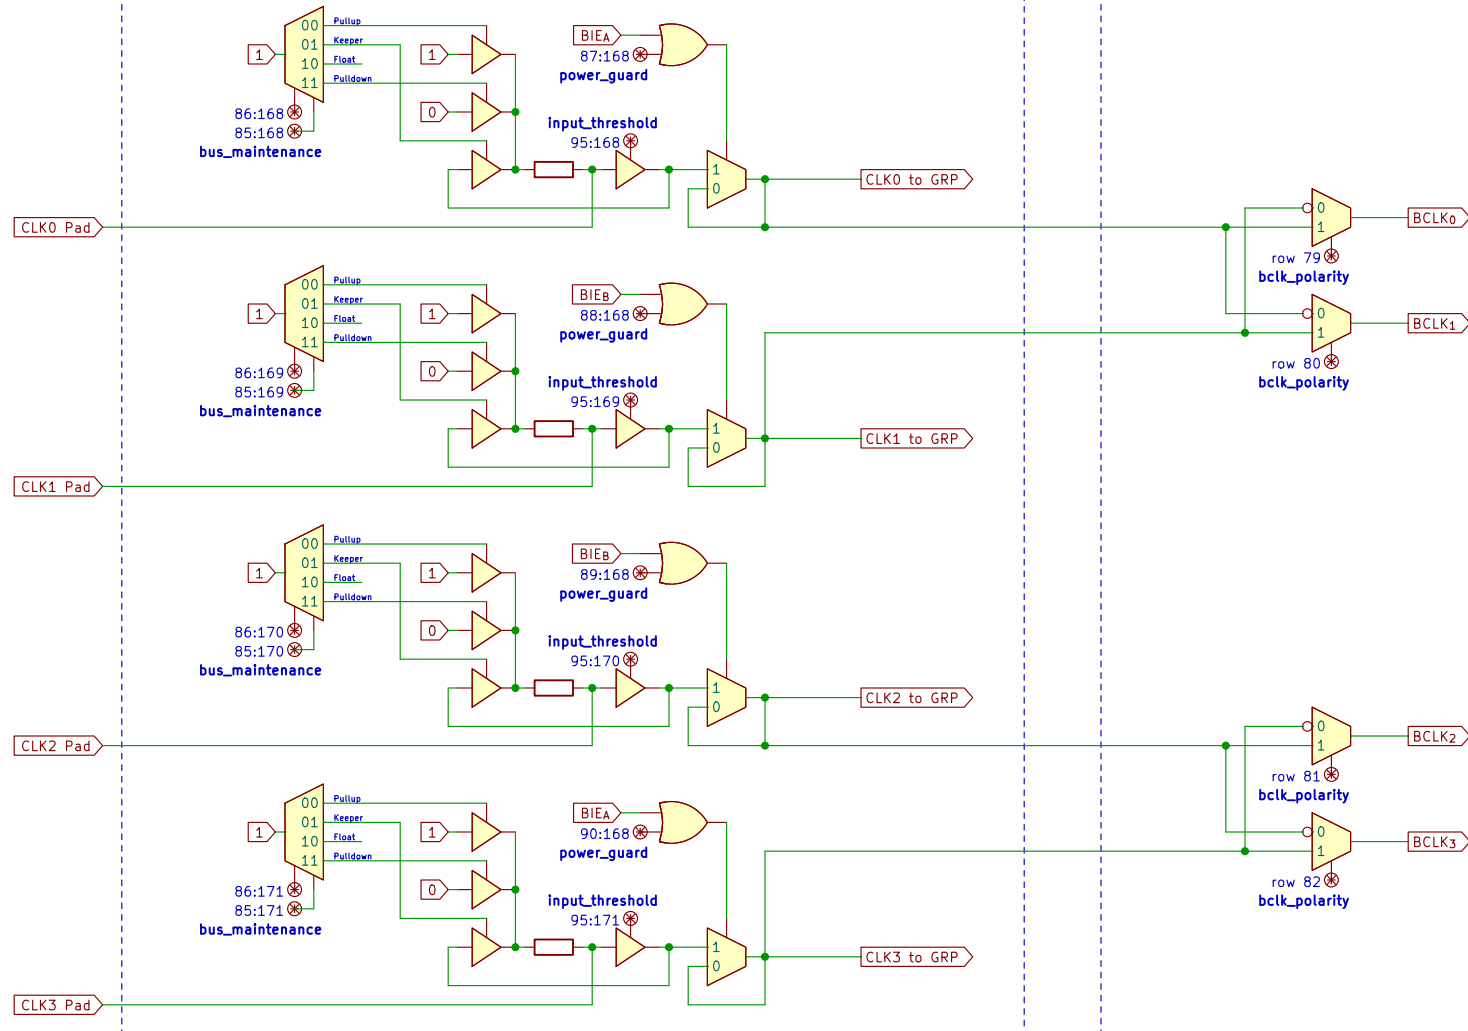 00 Pullup
01 Keeper
10 Float
11 Pulldown
1
86:168
85:168
bus_maintenance
1
0
BIEA
87:168
power_guard
input_threshold
95:168
1
0
CLK0 to GRP
CLK0 Pad
0
1
BCLK0
row 79
bclk_polarity
00 Pullup
01 Keeper
10 Float
11 Pulldown
1
86:169
85:169
bus_maintenance
1
0
BIEB
88:168
power_guard
input_threshold
95:169
1
0
CLK1 to GRP
CLK1 Pad
0
1
BCLK1
row 80
bclk_polarity
00 Pullup
01 Keeper
10 Float
11 Pulldown
1
86:170
85:170
bus_maintenance
1
0
BIEB
89:168
power_guard
input_threshold
95:170
1
0
CLK2 to GRP
CLK2 Pad
0
1
BCLK2
row 81
bclk_polarity
00 Pullup
01 Keeper
10 Float
11 Pulldown
1
86:171
85:171
bus_maintenance
1
0
BIEA
90:168
power_guard
input_threshold
95:171
1
0
CLK3 to GRP
CLK3 Pad
0
1
BCLK3
row 82
bclk_polarity